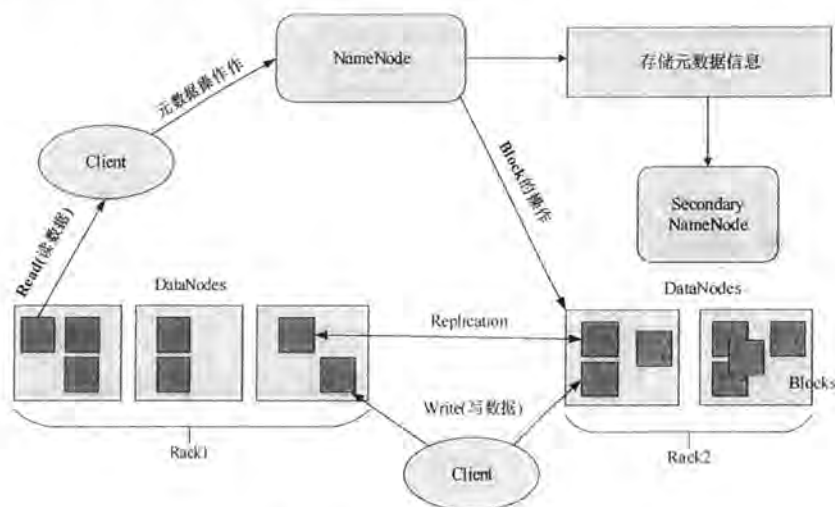 NameNode
存储元数据信息
元数据操作作
Client
Block的操作
Secondary
NameNode
Read(读数据)
DataNodes
DataNodes
Replication
Blocks
Write(写数据)
Rack1
Client
Rack2